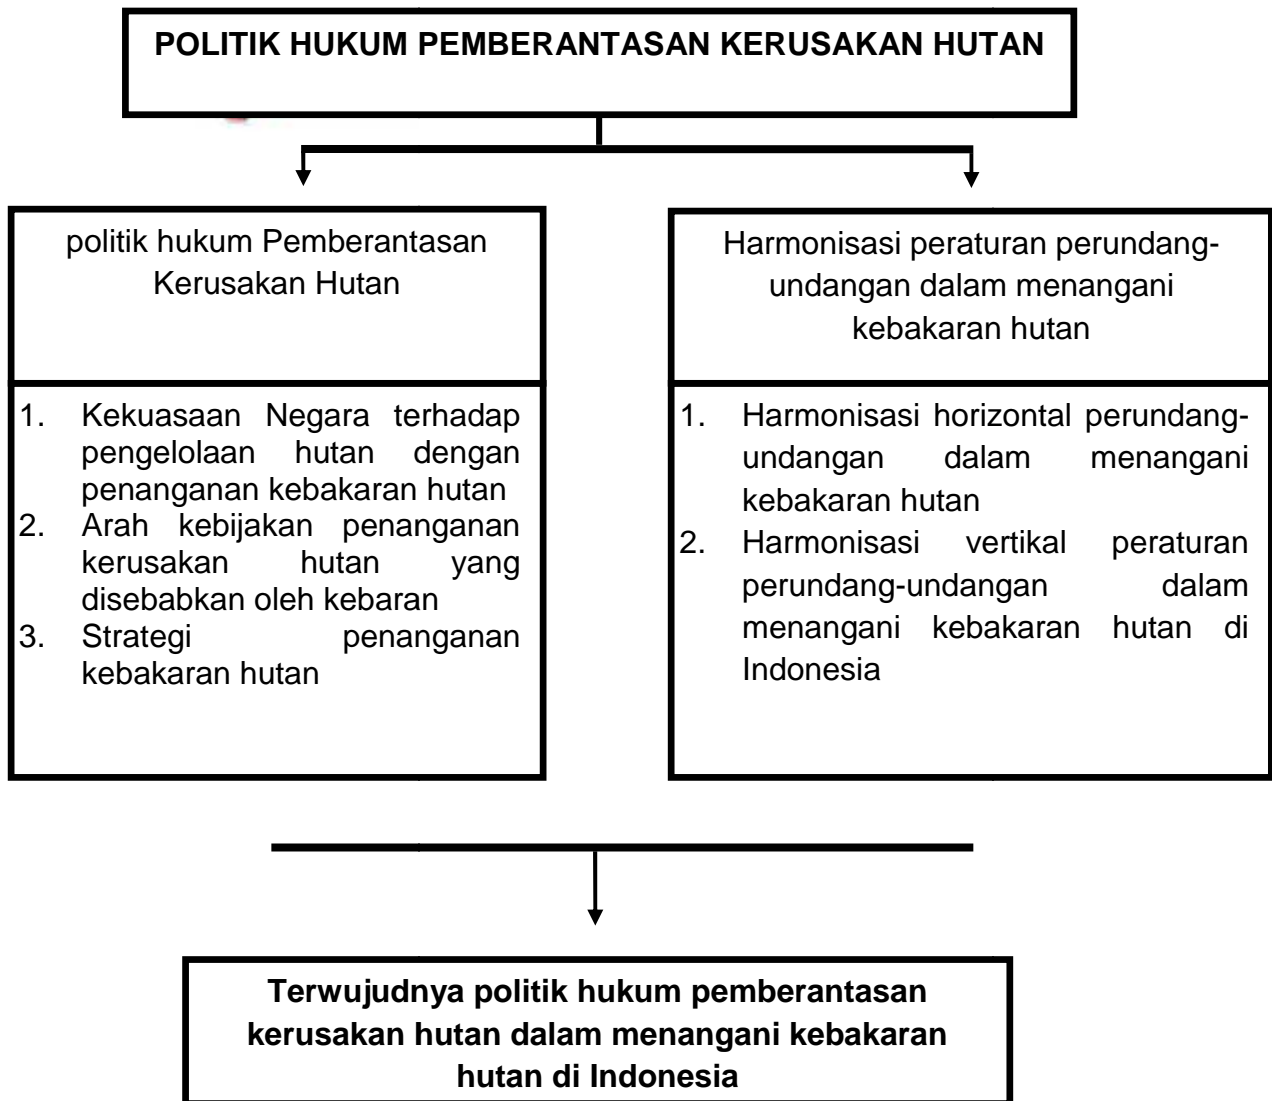 POLITIK HUKUM PEMBERANTASAN KERUSAKAN HUTAN
politik hukum Pemberantasan
Kerusakan Hutan
1. Kekuasaan Negara terhadap
pengelolaan hutan dengan
penanganan kebakaran hutan
2. Arah kebijakan penanganan
kerusakan hutan yang
disebabkan oleh kebaran
3. Strategi penanganan
kebakaran hutan
Harmonisasi peraturan perundang-
undangan dalam menangani
kebakaran hutan
1. Harmonisasi horizontal perundang-
undangan dalam menangani
kebakaran hutan
2. Harmonisasi vertikal peraturan
perundang-undangan dalam
menangani kebakaran hutan di
Indonesia
Terwujudnya politik hukum pemberantasan
kerusakan hutan dalam menangani kebakaran
hutan di Indonesia